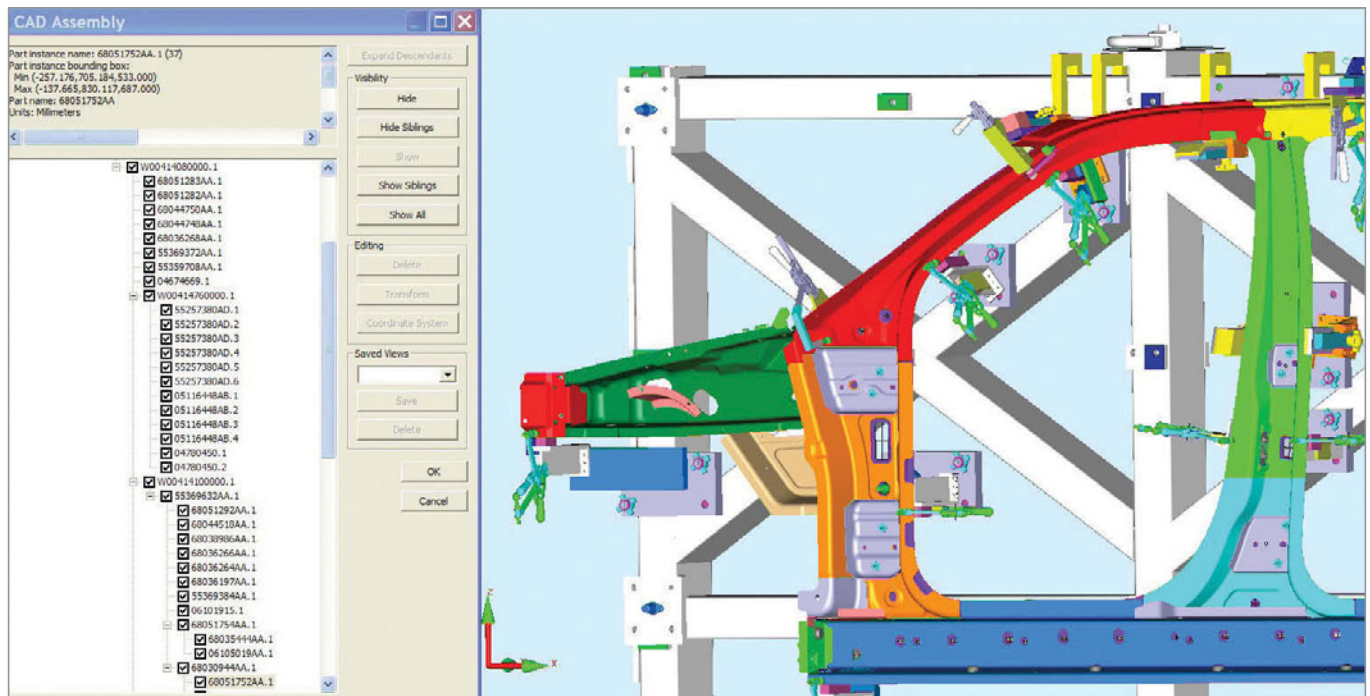 CAD Assembly
Part instance name: 68051752AA.1 (37)
Part instance bounding box:
Min (-257.176,705.184,533.000)
Max (-137.665,830.117,687.000)
Part name: 68051752AA
Units: Millimeters
Expand Descendants
Visibility
Hide
Hide Siblings
Show
Show Siblings
Show All
Editing
Delete
Transform
Coordinate System
Saved Views
Save
Delete
OK
Cancel
W00414080000.1
68051283AA.1
68051282AA.1
68044750AA.1
68044748AA.1
68036268AA.1
55369372AA.1
55359708AA.1
04674669.1
W00414760000.1
55257380AD.1
55257380AD.2
55257380AD.3
55257380AD.4
55257380AD.5
55257380AD.6
05116448AB.1
05116448AB.2
05116448AB.3
05116448AB.4
04780450.1
04780450.2
W00414100000.1
55369632AA.1
68051292AA.1
68044518AA.1
68038986AA.1
68036266AA.1
68036264AA.1
68036197AA.1
55369384AA.1
06101915.1
68051754AA.1
68035444AA.1
06105019AA.1
68030944AA.1
68051752AA.1
Z
X